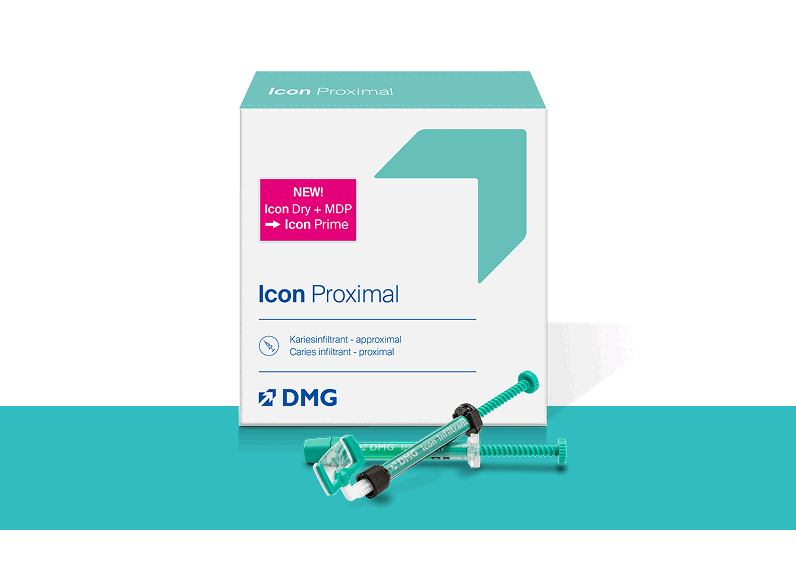 Icon Proximal
NEW!
Icon Dry + MDP
→ Icon Prime
Icon Proximal
Kariesinfiltrant - approximal
Caries infiltrant - proximal
DMG
DMG Icon Infiltrant
DMG